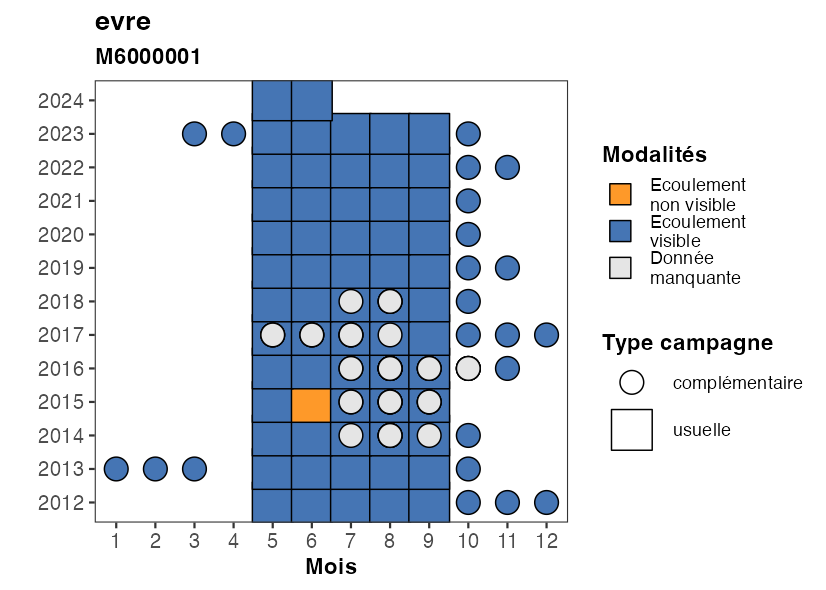 evre
M6000001
2024
2023
2022
2021
2020
2019
2018
2017
2016
2015
2014
2013
2012
1 2 3 4 5 6 7 8 9 10 11 12
Mois
Modalités
Ecoulement
non visible
Ecoulement
visible
Donnée
manquante
Type campagne
complémentaire
usuelle